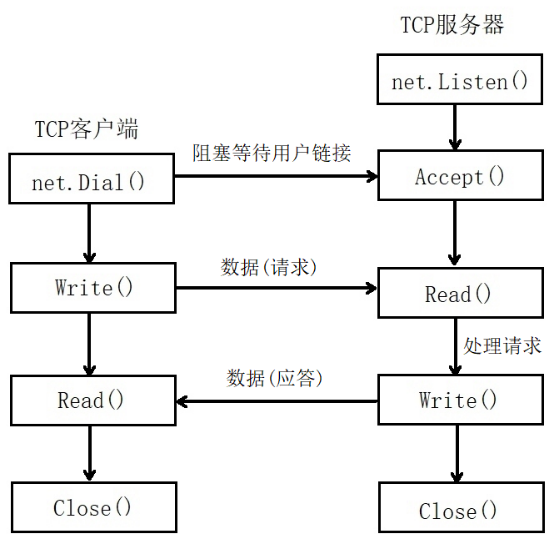 TCP服务器
net.Listen()
TCP客户端
阻塞等待用户链接
net.Dial()
Accept()
数据(请求)
Write()
Read()
处理请求
数据(应答)
Read()
Write()
Close()
Close()